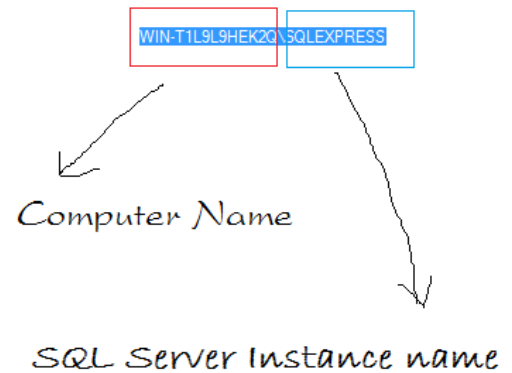 WIN-T1L9L9HEK2Q\SQLEXPRESS
Computer Name
SQL Server Instance name